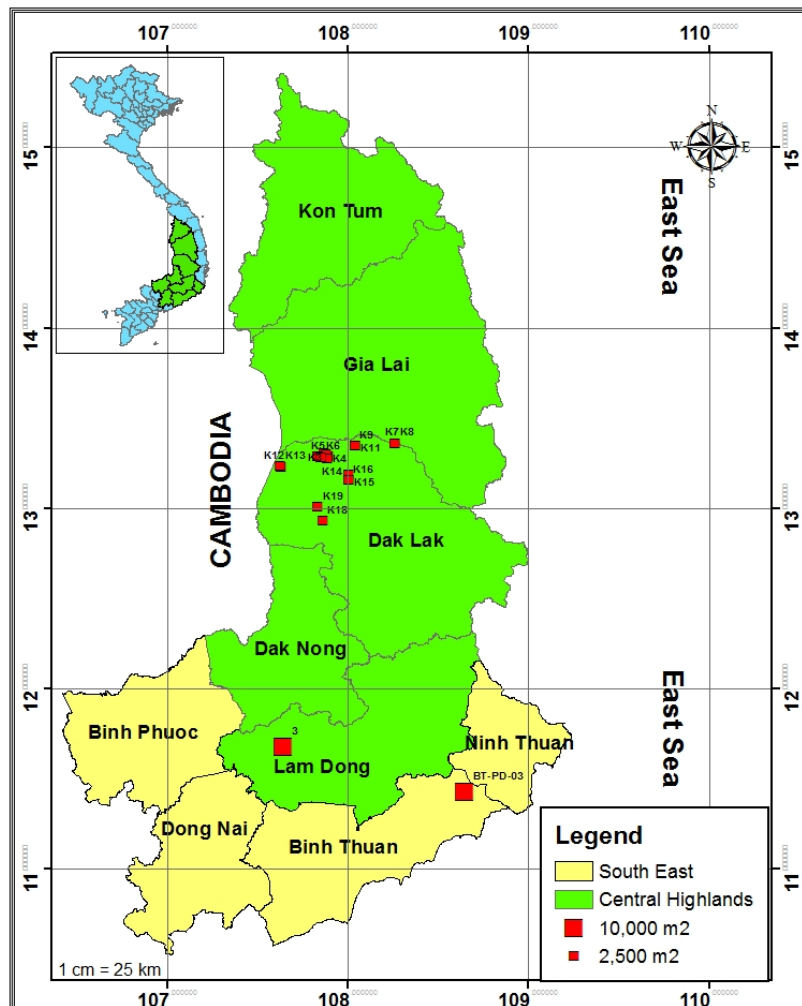 107 108 109 110
N
W E
S
15
15
East Sea
Kon Tum
14
14
Gia Lai
CAMBODIA
K9
K7 K8
K5 K6
K11
K12 K13
K4
K14
K16
K15
K19
K18
13
13
Dak Lak
Dak Nong
East Sea
12
12
Binh Phuoc
3
Ninh Thuan
Lam Dong
BT-PD-03
Dong Nai
Binh Thuan
11
11
Legend
South East
Central Highlands
10,000 m2
2,500 m2
1 cm = 25 km
107 108 109 110